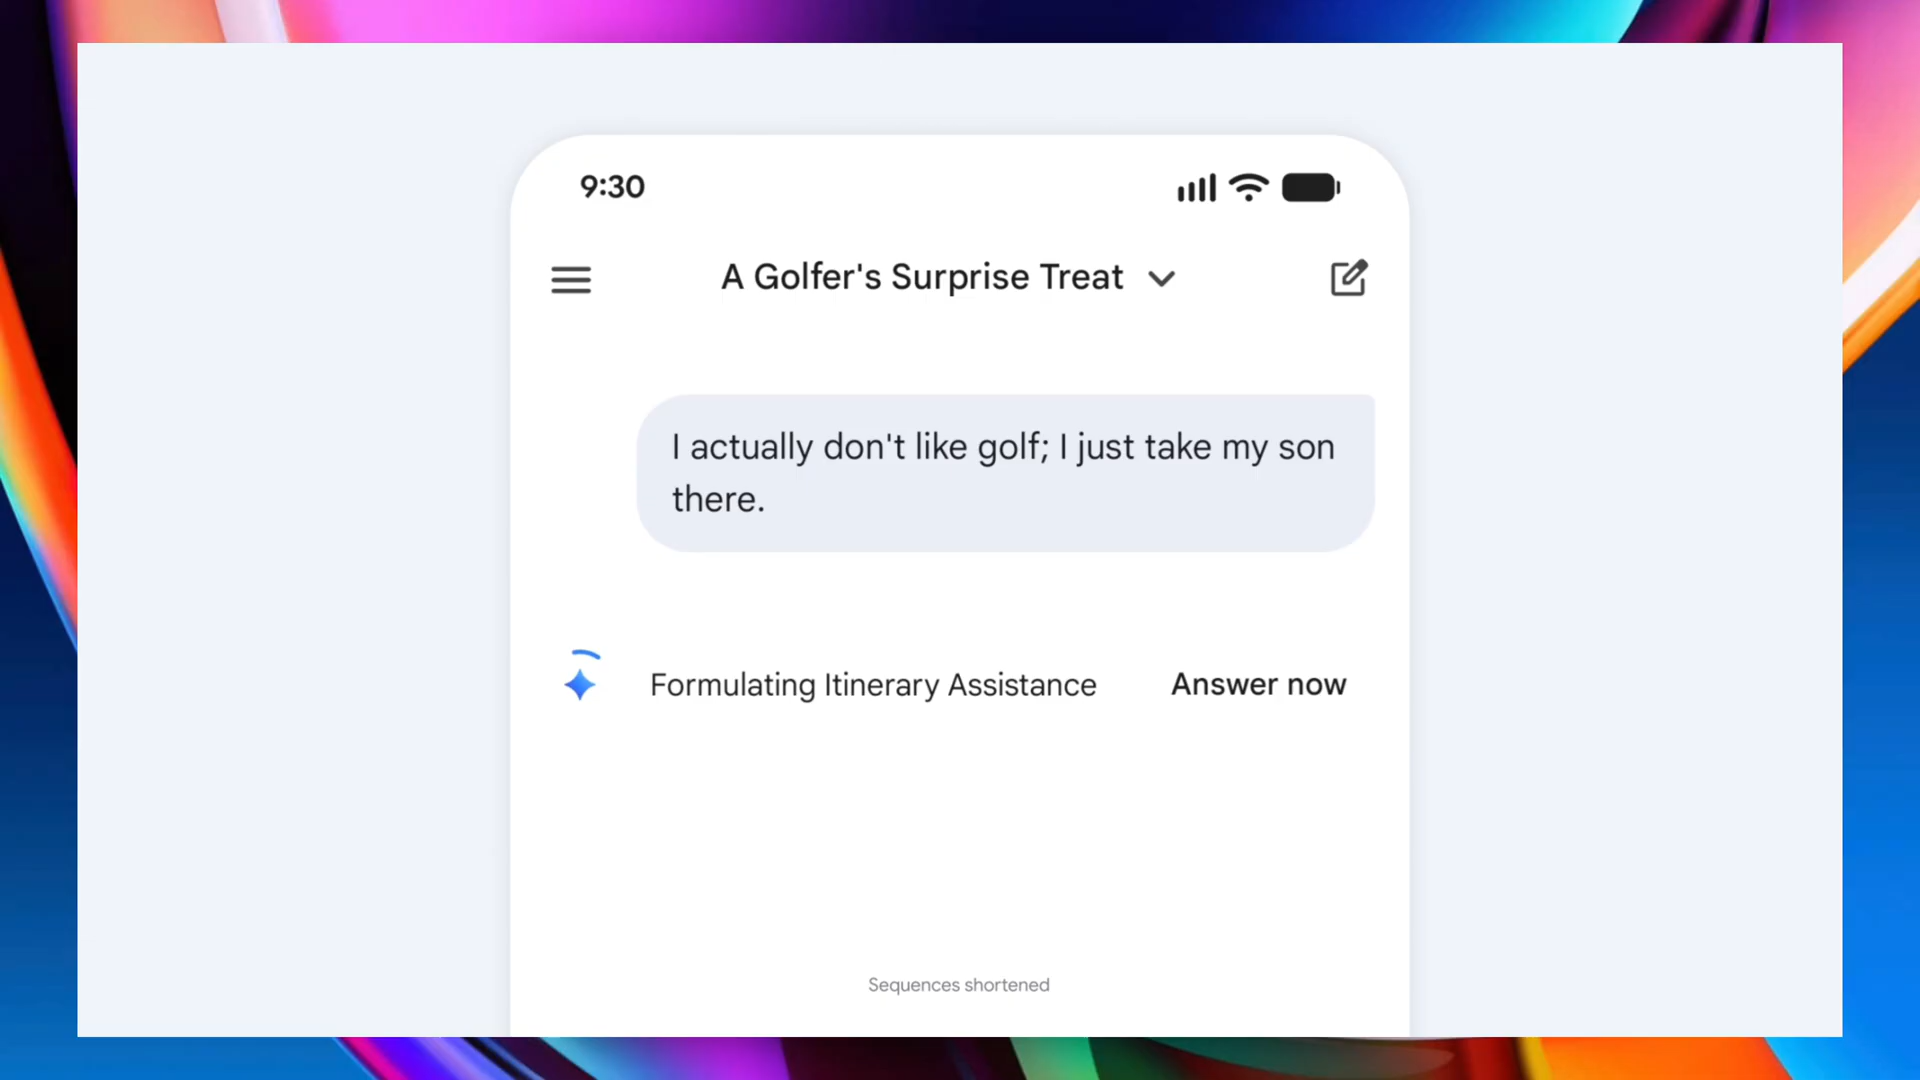 9:30
A Golfer's Surprise Treat
I actually don't like golf; I just take my son
there.
Formulating Itinerary Assistance
Answer now
Sequences shortened